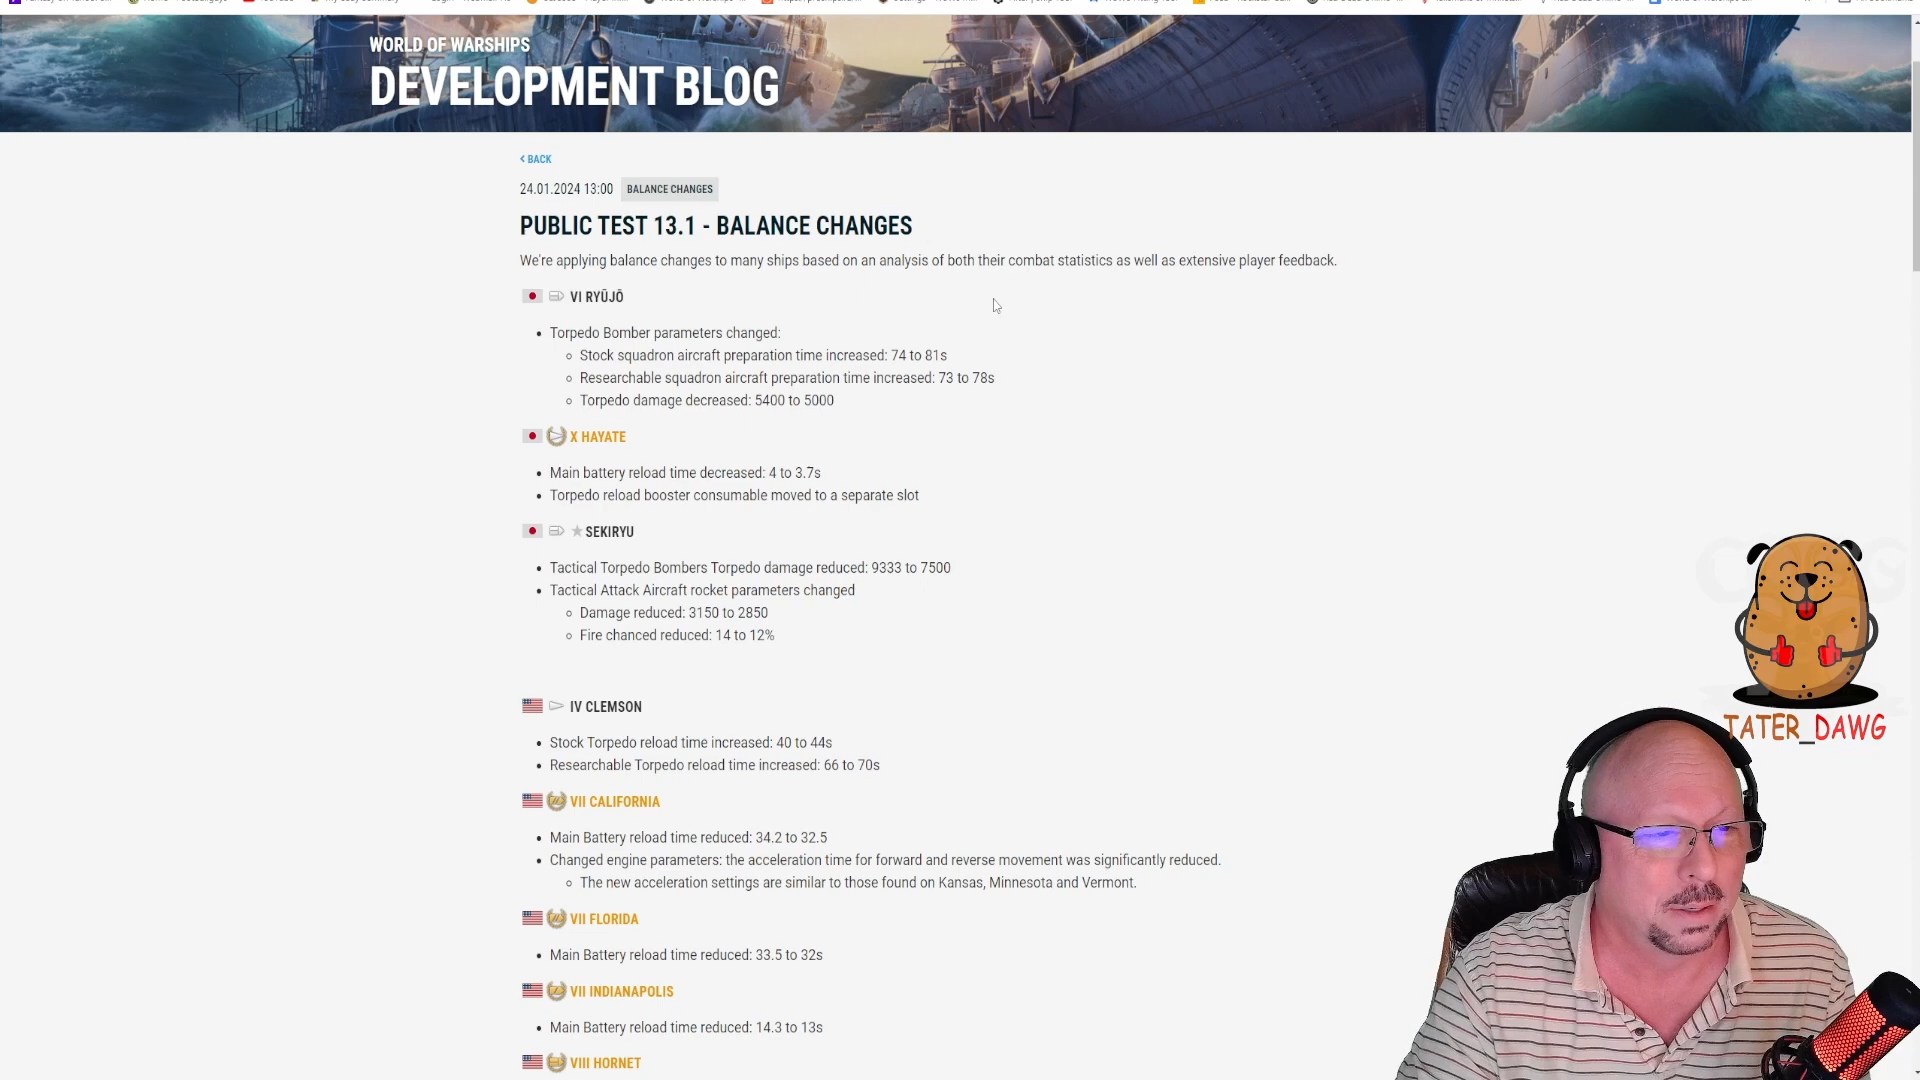 WORLD OF WARSHIPS
DEVELOPMENT BLOG
BACK
24.01.2024 13:00 BALANCE CHANGES
PUBLIC TEST 13.1 - BALANCE CHANGES
We're applying balance changes to many ships based on an analysis of both their combat statistics as well as extensive player feedback.
VI RYŪJŌ
Torpedo Bomber parameters changed:
Stock squadron aircraft preparation time increased: 74 to 81s
Researchable squadron aircraft preparation time increased: 73 to 78s
Torpedo damage decreased: 5400 to 5000
X HAYATE
Main battery reload time decreased: 4 to 3.7s
Torpedo reload booster consumable moved to a separate slot
SEKIRYU
Tactical Torpedo Bombers Torpedo damage reduced: 9333 to 7500
Tactical Attack Aircraft rocket parameters changed
Damage reduced: 3150 to 2850
Fire chanced reduced: 14 to 12%
IV CLEMSON
Stock Torpedo reload time increased: 40 to 44s
Researchable Torpedo reload time increased: 66 to 70s
VII CALIFORNIA
Main Battery reload time reduced: 34.2 to 32.5
Changed engine parameters: the acceleration time for forward and reverse movement was significantly reduced.
The new acceleration settings are similar to those found on Kansas, Minnesota and Vermont.
VII FLORIDA
Main Battery reload time reduced: 33.5 to 32s
VII INDIANAPOLIS
Main Battery reload time reduced: 14.3 to 13s
VIII HORNET
TATER_DAWG